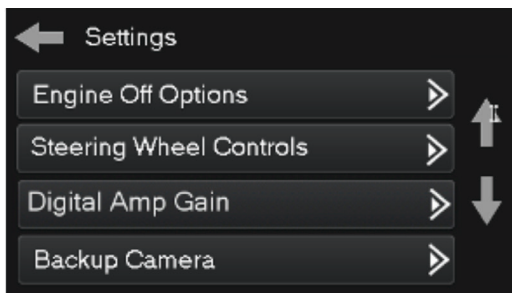 Settings
Engine Off Options
Steering Wheel Controls
Digital Amp Gain
Backup Camera